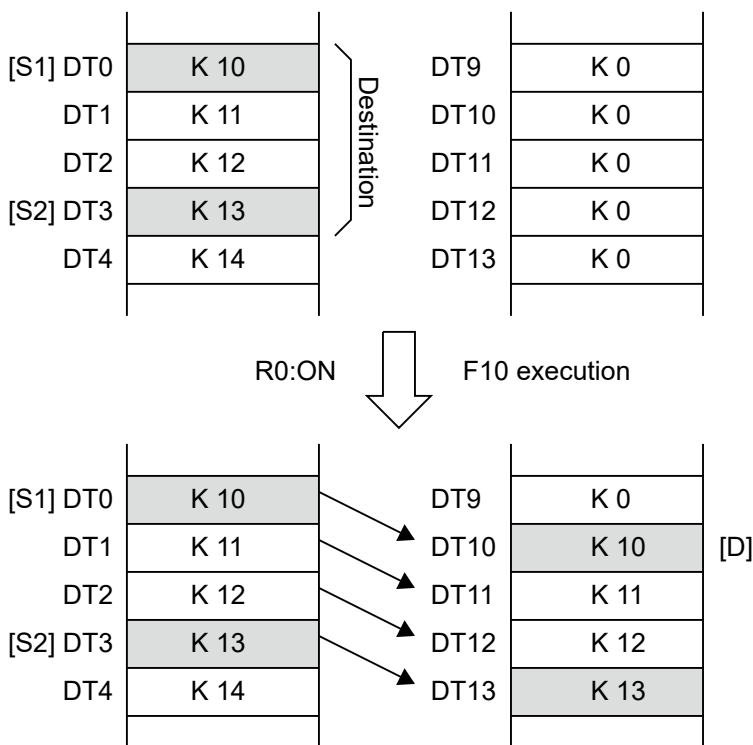 [S1] DT0 K 10 DT9 K 0
DT1 K 11 DT10 K 0
DT2 K 12 DT11 K 0
[S2] DT3 K 13 DT12 K 0
DT4 K 14 DT13 K 0
Destination
R0:ON F10 execution
[S1] DT0 K 10 DT9 K 0
DT1 K 11 DT10 K 10 [D]
DT2 K 12 DT11 K 11
[S2] DT3 K 13 DT12 K 12
DT4 K 14 DT13 K 13